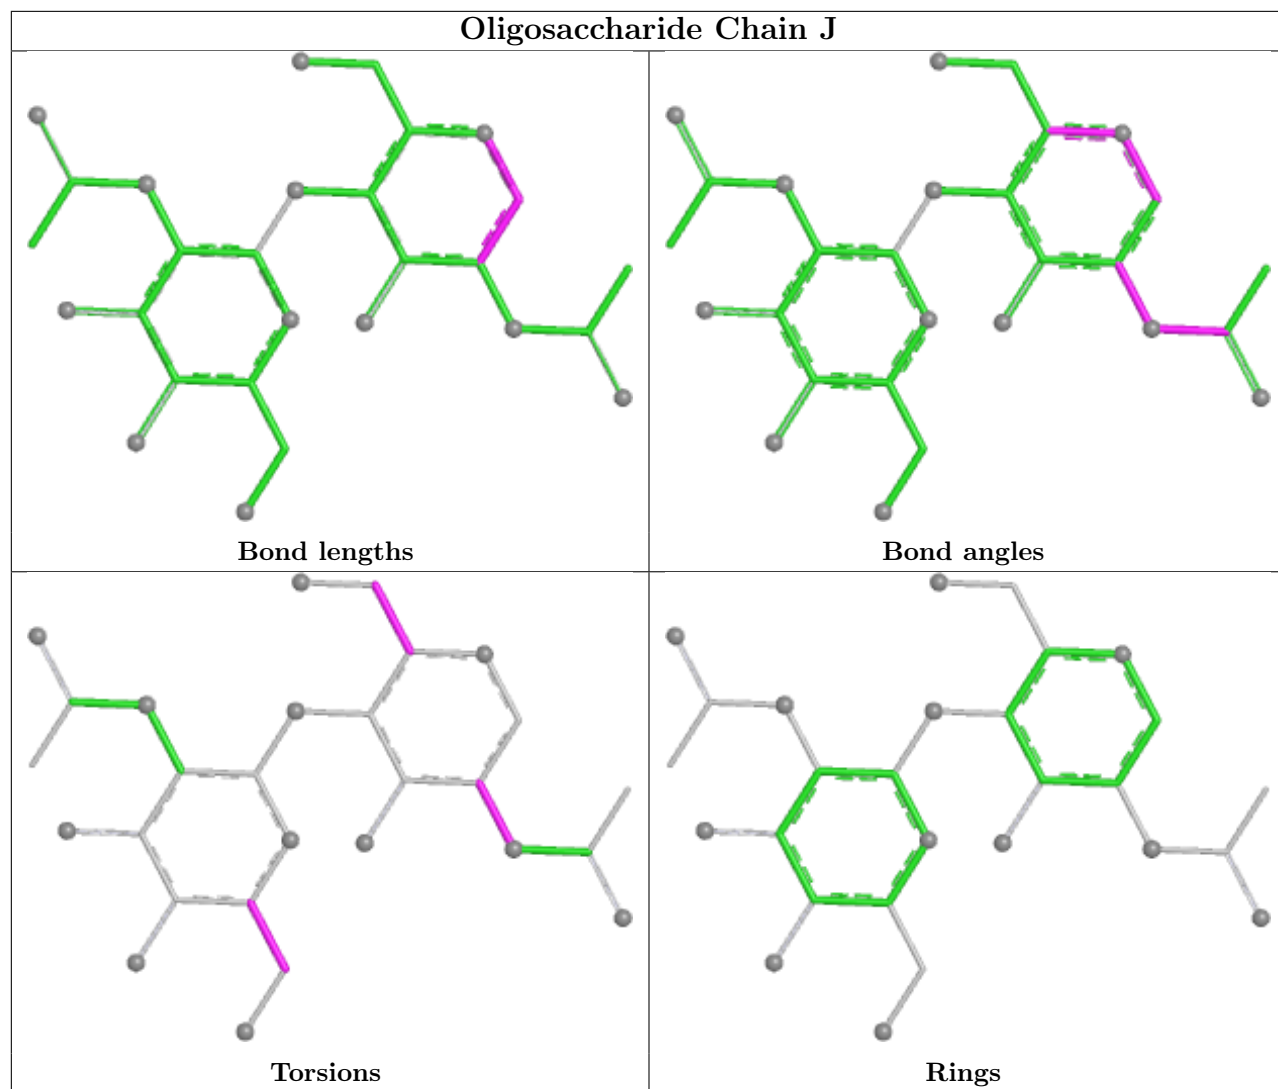 Oligosaccharide Chain J
Bond lengths
Bond angles
Torsions
Rings